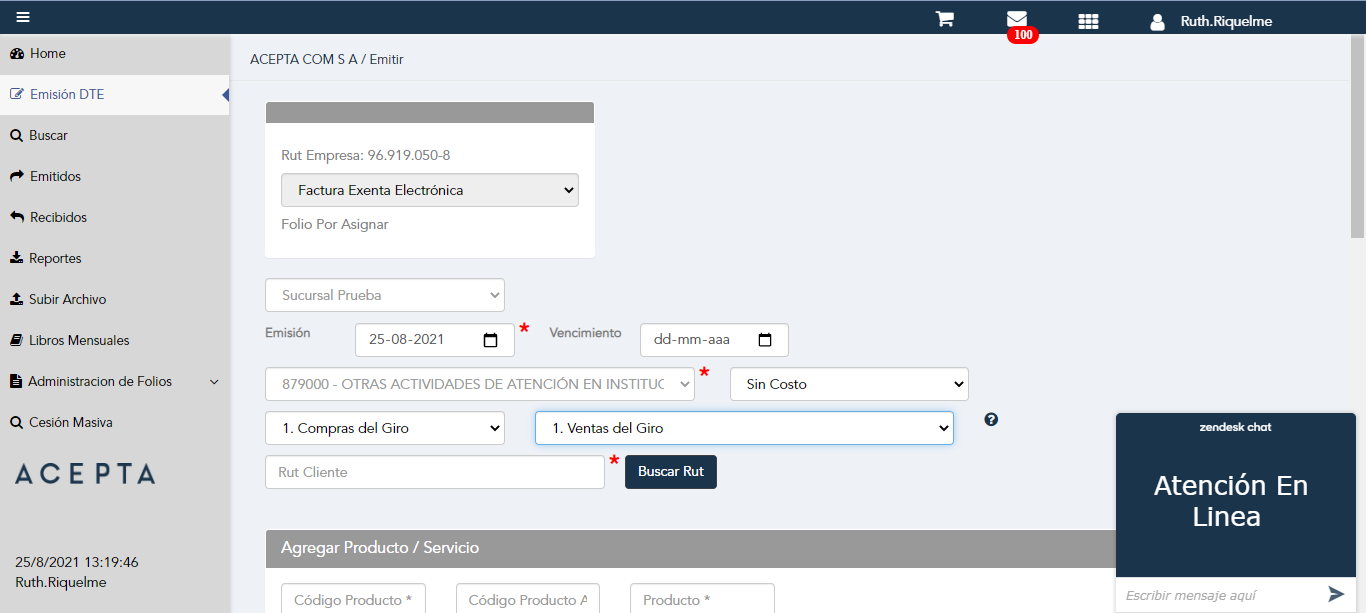 100
Ruth.Riquelme
Home
Emisión DTE
Buscar
Emitidos
Recibidos
Reportes
Subir Archivo
Libros Mensuales
Administracion de Folios
Cesión Masiva
ACEPTA
25/8/2021 13:19:46
Ruth.Riquelme
ACEPTA COM S A / Emitir
Rut Empresa: 96.919.050-8
Factura Exenta Electrónica
Folio Por Asignar
Sucursal Prueba
Emisión 25-08-2021 * Vencimiento dd-mm-aaa
879000 - OTRAS ACTIVIDADES DE ATENCIÓN EN INSTITUC * Sin Costo
1. Compras del Giro 1. Ventas del Giro ?
Rut Cliente * Buscar Rut
Agregar Producto / Servicio
Código Producto * Código Producto A Producto *
zendesk chat
Atención En
Linea
Escribir mensaje aquí